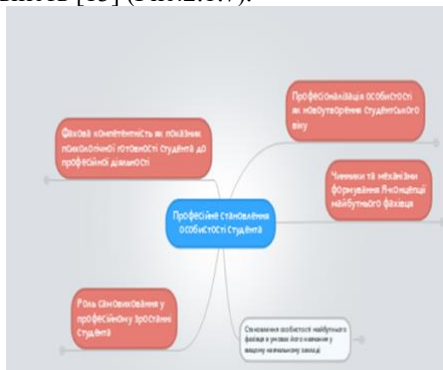 [15] (Рис.2.1.7).
Професіоналізація особистості
як новоутворення студентського
віку
Фахова компетентність як показник
психологічної готовності студента до
професійної діяльності
Чинники та механізми
формування Я-концепції
майбутнього фахівця
Професійне становлення
особистості студента
Роль самовиховання у
професійному зростанні
студента
Становлення особистості майбутнього
фахівця в умовах його навчання у
вищому навчальному закладі